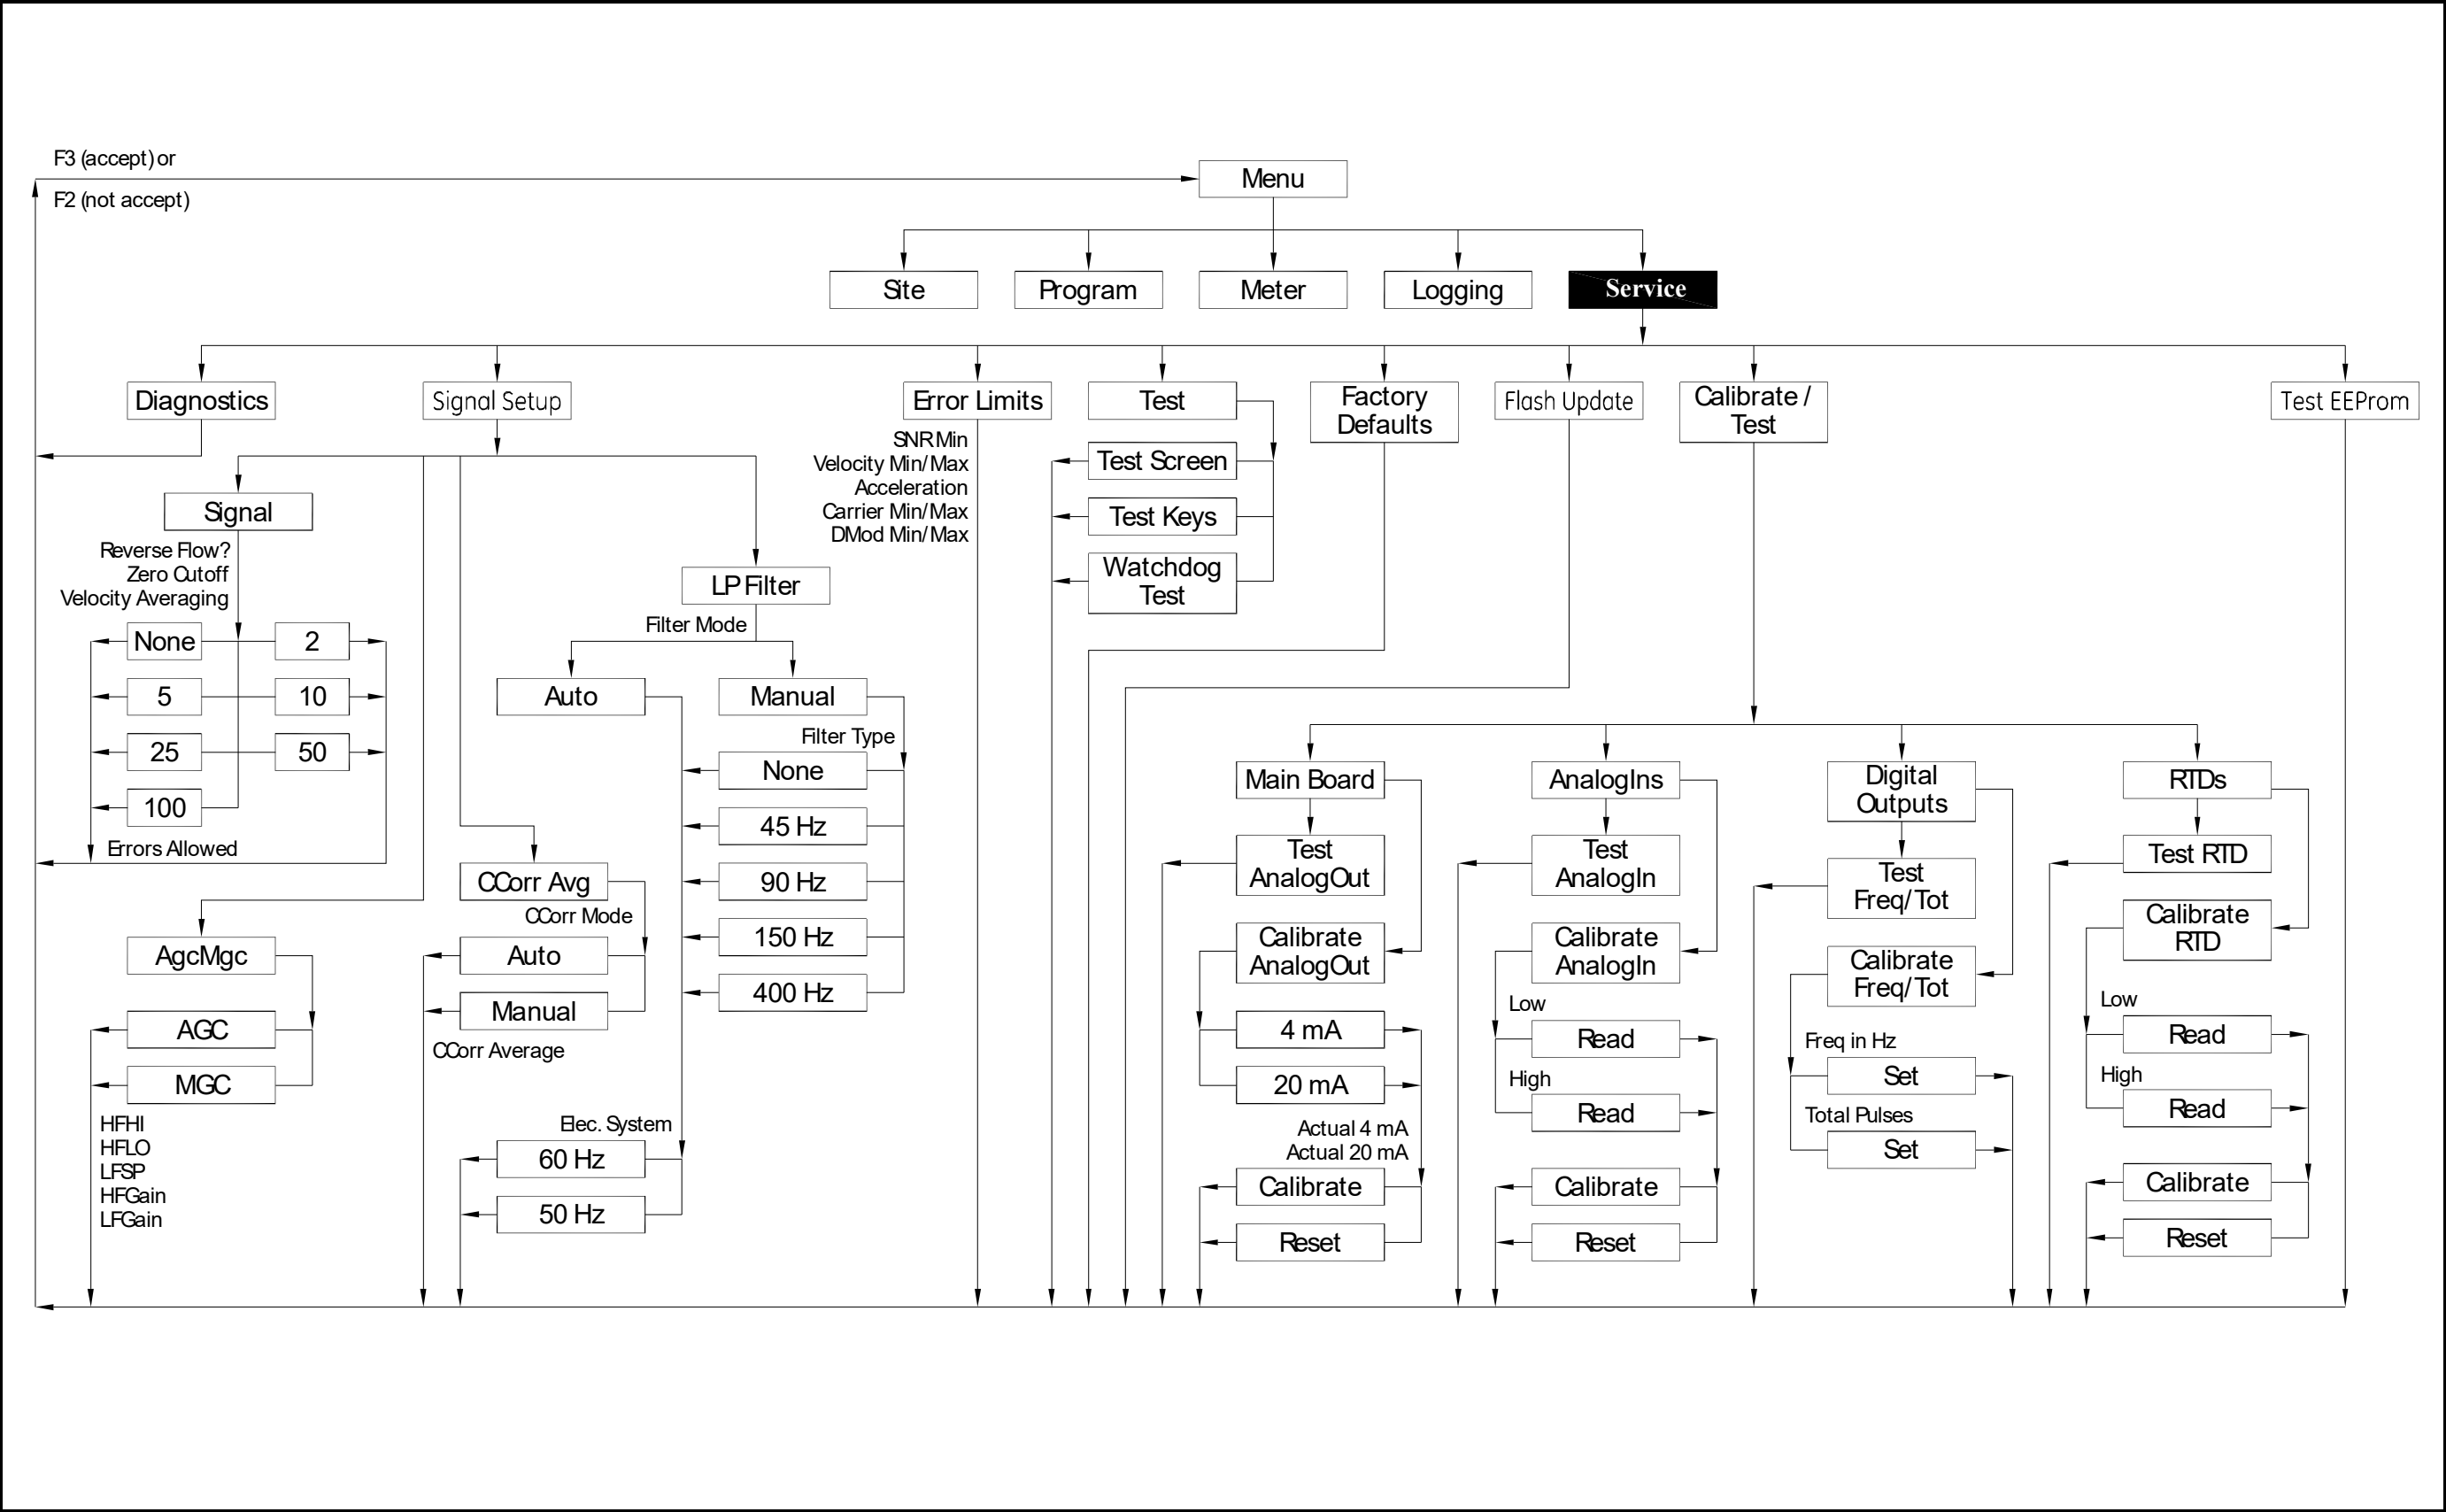 F3 (accept) or
F2 (not accept)
Menu
Site
Program
Meter
Logging
Service
Diagnostics
Signal Setup
Error Limits
Test
Factory
Defaults
Flash Update
Calibrate /
Test
Test EEProm
SNR Min
Velocity Min/Max
Acceleration
Carrier Min/Max
DMod Min/Max
Test Screen
Test Keys
Watchdog
Test
Signal
Reverse Flow?
Zero Cutoff
Velocity Averaging
None
2
5
10
25
50
100
Errors Allowed
LP Filter
Filter Mode
Auto
Manual
Filter Type
None
45 Hz
90 Hz
150 Hz
400 Hz
CCorr Avg
CCorr Mode
Auto
Manual
CCorr Average
AgcMgc
AGC
MGC
HFHI
HFLO
LFSP
HFGain
LFGain
Elec. System
60 Hz
50 Hz
Main Board
Test
AnalogOut
Calibrate
AnalogOut
4 mA
20 mA
Actual 4 mA
Actual 20 mA
Calibrate
Reset
AnalogIns
Test
AnalogIn
Calibrate
AnalogIn
Low
Read
High
Read
Calibrate
Reset
Digital
Outputs
Test
Freq/Tot
Calibrate
Freq/Tot
Freq in Hz
Set
Total Pulses
Set
RTDs
Test RTD
Calibrate
RTD
Low
Read
High
Read
Calibrate
Reset